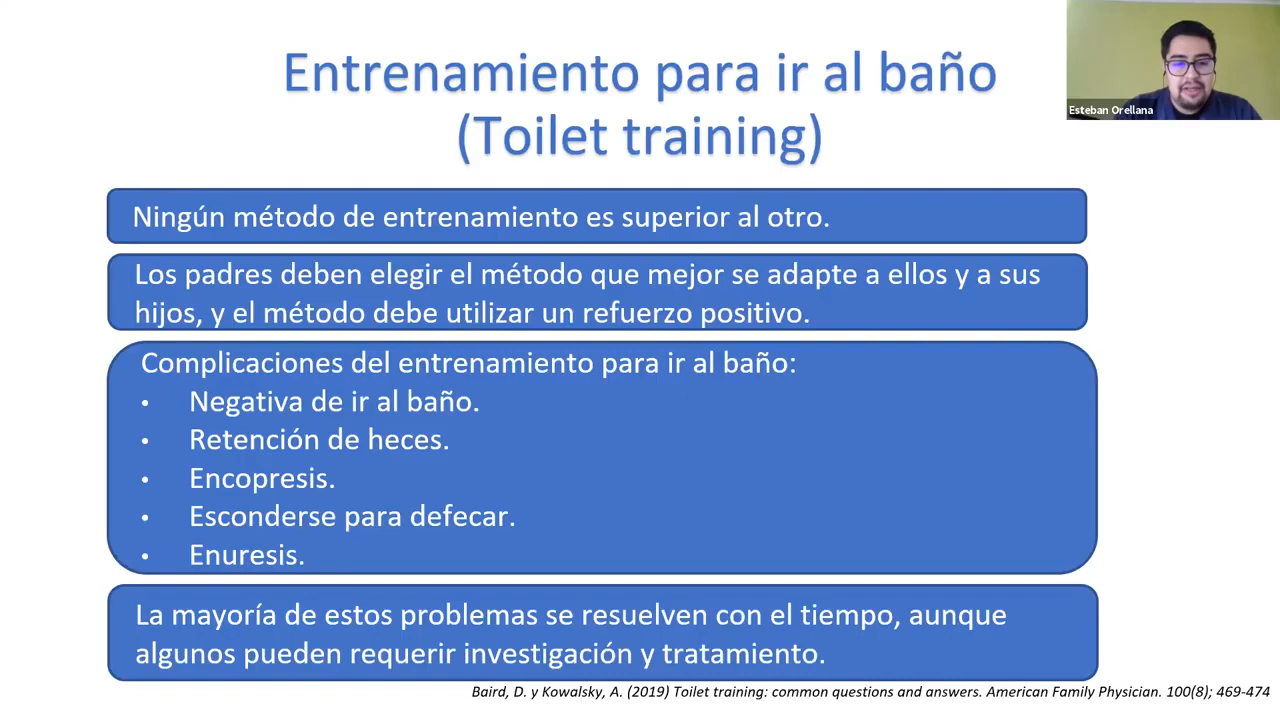 Entrenamiento para ir al baño
(Toilet training)
Esteban Orellana
Ningún método de entrenamiento es superior al otro.
Los padres deben elegir el método que mejor se adapte a ellos y a sus
hijos, y el método debe utilizar un refuerzo positivo.
Complicaciones del entrenamiento para ir al baño:
• Negativa de ir al baño.
• Retención de heces.
• Encopresis.
• Esconderse para defecar.
• Enuresis.
La mayoría de estos problemas se resuelven con el tiempo, aunque
algunos pueden requerir investigación y tratamiento.
Baird, D. y Kowalsky, A. (2019) Toilet training: common questions and answers. American Family Physician. 100(8); 469-474